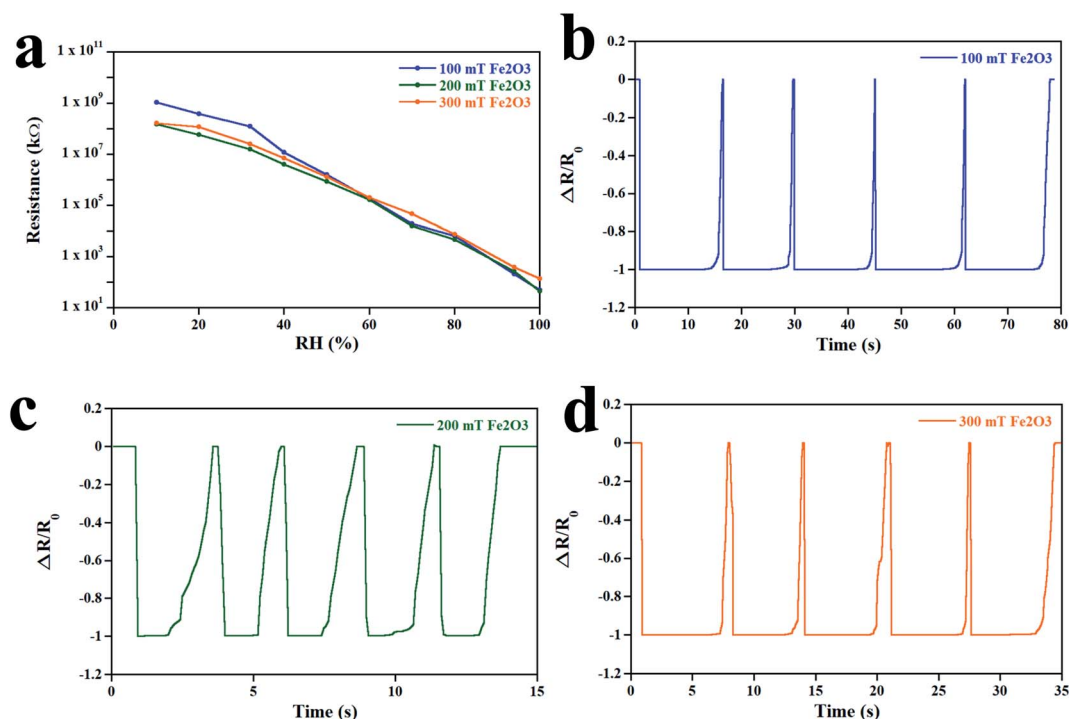 a
1 x 10^11
1 x 10^9
1 x 10^7
1 x 10^5
1 x 10^3
1 x 10^1
Resistance (kΩ)
100 mT Fe2O3
200 mT Fe2O3
300 mT Fe2O3
0 20 40 60 80 100
RH (%)
b
0.2
0
-0.2
-0.4
-0.6
-0.8
-1
-1.2
ΔR/R₀
100 mT Fe2O3
0 10 20 30 40 50 60 70 80
Time (s)
c
0.2
0
-0.2
-0.4
-0.6
-0.8
-1
-1.2
ΔR/R₀
200 mT Fe2O3
0 5 10 15
Time (s)
d
0.2
0
-0.2
-0.4
-0.6
-0.8
-1
-1.2
ΔR/R₀
300 mT Fe2O3
0 5 10 15 20 25 30 35
Time (s)